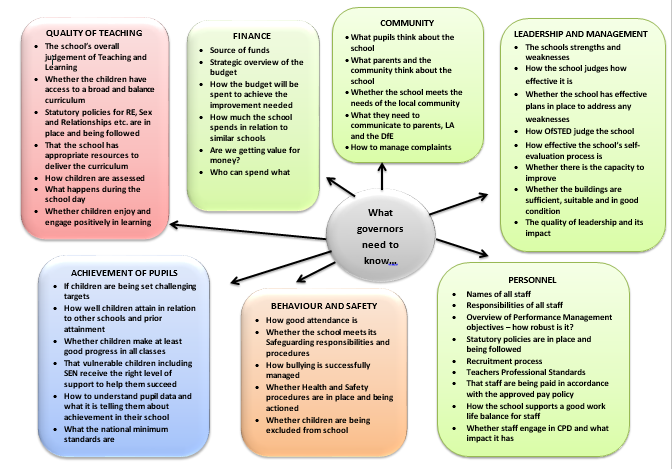 QUALITY OF TEACHING
• The school's overall
judgement of Teaching and
Learning
• Whether the children have
access to a broad and balance
curriculum
• Statutory policies for RE, Sex
and Relationships etc. are in
place and being followed
• That the school has
appropriate resources to
deliver the curriculum
• How children are assessed
• What happens during the
school day
• Whether children enjoy and
engage positively in learning
FINANCE
• Source of funds
• Strategic overview of the
budget
• How the budget will be
spent to achieve the
improvement needed
• How much the school
spends in relation to
similar schools
• Are we getting value for
money?
• Who can spend what
COMMUNITY
• What pupils think about the
school
• What parents and the
community think about the
school
• Whether the school meets the
needs of the local community
• What they need to
communicate to parents, LA
and the DfE
• How to manage complaints
LEADERSHIP AND MANAGEMENT
• The schools strengths and
weaknesses
• How the school judges how
effective it is
• Whether the school has effective
plans in place to address any
weaknesses
• How OfSTED judge the school
• How effective the school's self-
evaluation process is
• Whether there is the capacity to
improve
• Whether the buildings are
sufficient, suitable and in good
condition
• The quality of leadership and its
impact
What
governors
need to
know...
ACHIEVEMENT OF PUPILS
• If children are being set challenging
targets
• How well children attain in relation
to other schools and prior
attainment
• Whether children make at least
good progress in all classes
• That vulnerable children including
SEN receive the right level of
support to help them succeed
• How to understand pupil data and
what it is telling them about
achievement in their school
• What the national minimum
standards are
BEHAVIOUR AND SAFETY
• How good attendance is
• Whether the school meets its
Safeguarding responsibilities and
procedures
• How bullying is successfully
managed
• Whether Health and Safety
procedures are in place and being
actioned
• Whether children are being
excluded from school
PERSONNEL
• Names of all staff
• Responsibilities of all staff
• Overview of Performance Management
objectives – how robust is it?
• Statutory policies are in place and
being followed
• Recruitment process
• Teachers Professional Standards
• That staff are being paid in accordance
with the approved pay policy
• How the school supports a good work
life balance for staff
• Whether staff engage in CPD and what
impact it has